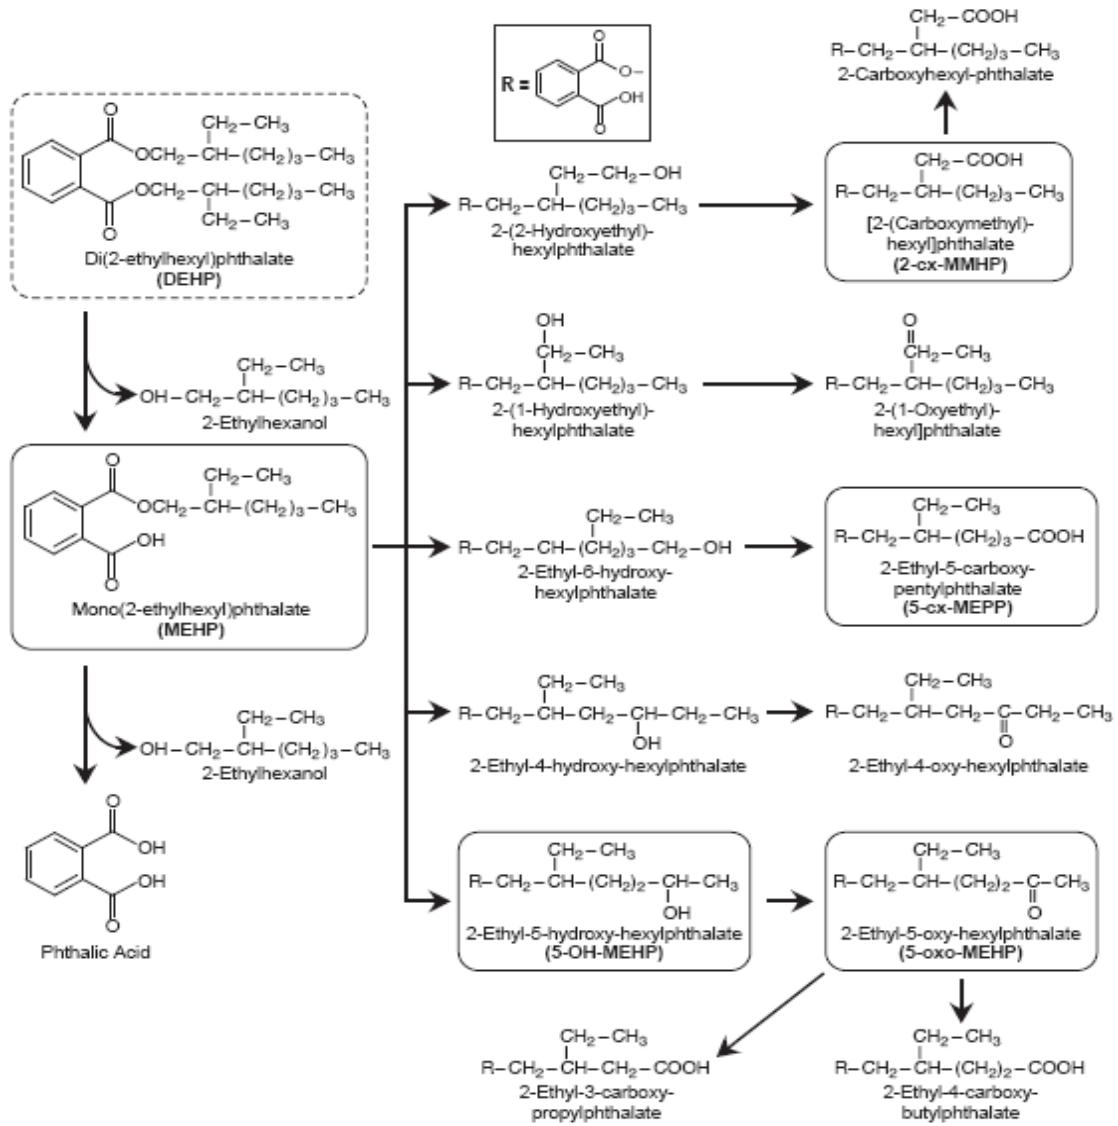 CH2–COOH
R–CH2–CH–(CH2)3–CH3
2-Carboxyhexyl-phthalate
R =
O
O–
OH
O
O
CH2–CH3
OCH2–CH–(CH2)3–CH3
OCH2–CH–(CH2)3–CH3
CH2–CH3
O
Di(2-ethylhexyl)phthalate
(DEHP)
CH2–CH2–OH
R–CH2–CH–(CH2)3–CH3
2-(2-Hydroxyethyl)-
hexylphthalate
CH2–COOH
R–CH2–CH–(CH2)3–CH3
[2-(Carboxymethyl)-
hexyl]phthalate
(2-cx-MMHP)
CH2–CH3
OH–CH2–CH–(CH2)3–CH3
2-Ethylhexanol
OH
CH2–CH3
R–CH2–CH–(CH2)3–CH3
2-(1-Hydroxyethyl)-
hexylphthalate
O
CH2–CH3
R–CH2–CH–(CH2)3–CH3
2-(1-Oxyethyl)-
hexyl]phthalate
O
CH2–CH3
OCH2–CH–(CH2)3–CH3
OH
O
Mono(2-ethylhexyl)phthalate
(MEHP)
CH2–CH3
R–CH2–CH–(CH2)3–CH2–OH
2-Ethyl-6-hydroxy-
hexylphthalate
CH2–CH3
R–CH2–CH–(CH2)3–COOH
2-Ethyl-5-carboxy-
pentylphthalate
(5-cx-MEPP)
CH2–CH3
OH–CH2–CH–(CH2)3–CH3
2-Ethylhexanol
CH2–CH3
R–CH2–CH–CH2–CH–CH2–CH3
OH
2-Ethyl-4-hydroxy-hexylphthalate
CH2–CH3
R–CH2–CH–CH2–C–CH2–CH3
O
2-Ethyl-4-oxy-hexylphthalate
O
OH
OH
O
Phthalic Acid
CH2–CH3
R–CH2–CH–(CH2)2–CH–CH3
OH
2-Ethyl-5-hydroxy-hexylphthalate
(5-OH-MEHP)
CH2–CH3
R–CH2–CH–(CH2)2–C–CH3
O
2-Ethyl-5-oxy-hexylphthalate
(5-oxo-MEHP)
CH2–CH3
R–CH2–CH–CH2–COOH
2-Ethyl-3-carboxy-
propylphthalate
CH2–CH3
R–CH2–CH–(CH2)2–COOH
2-Ethyl-4-carboxy-
butylphthalate